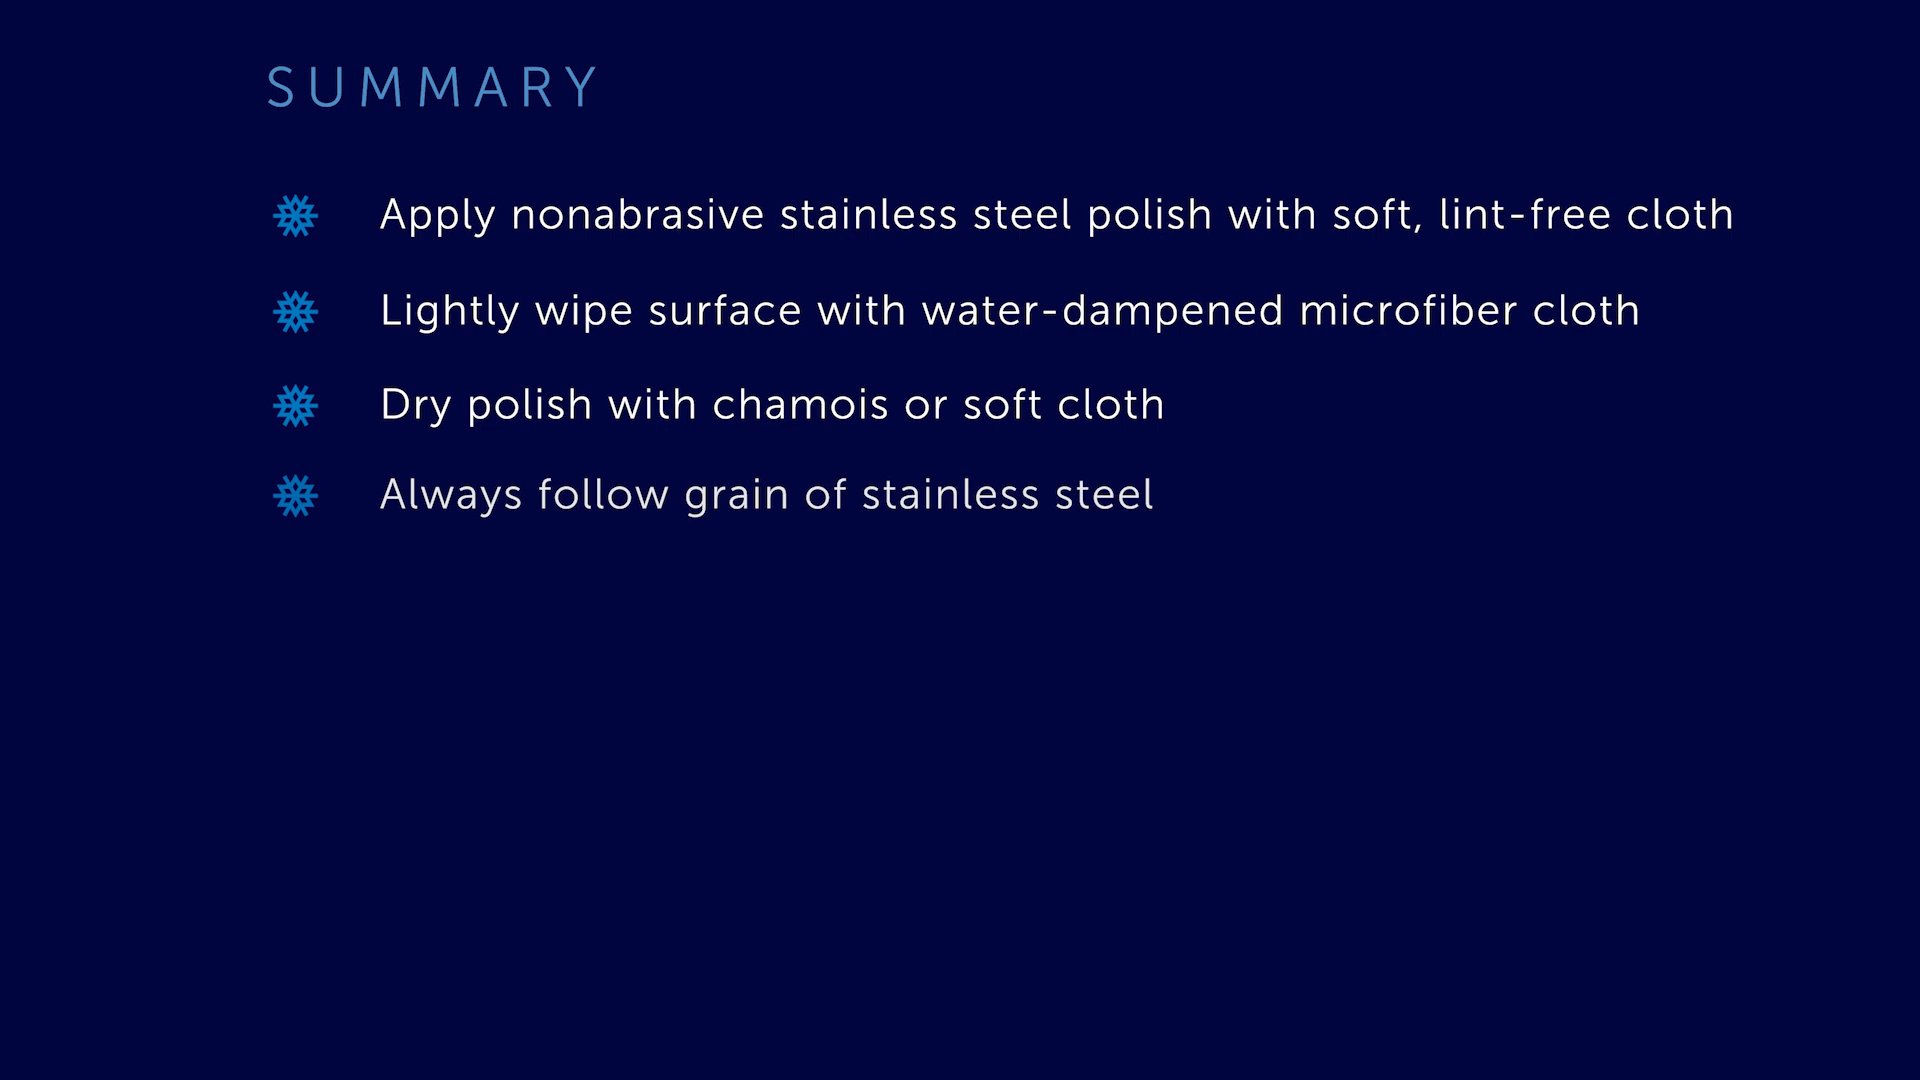 SUMMARY
Apply nonabrasive stainless steel polish with soft, lint-free cloth
Lightly wipe surface with water-dampened microfiber cloth
Dry polish with chamois or soft cloth
Always follow grain of stainless steel